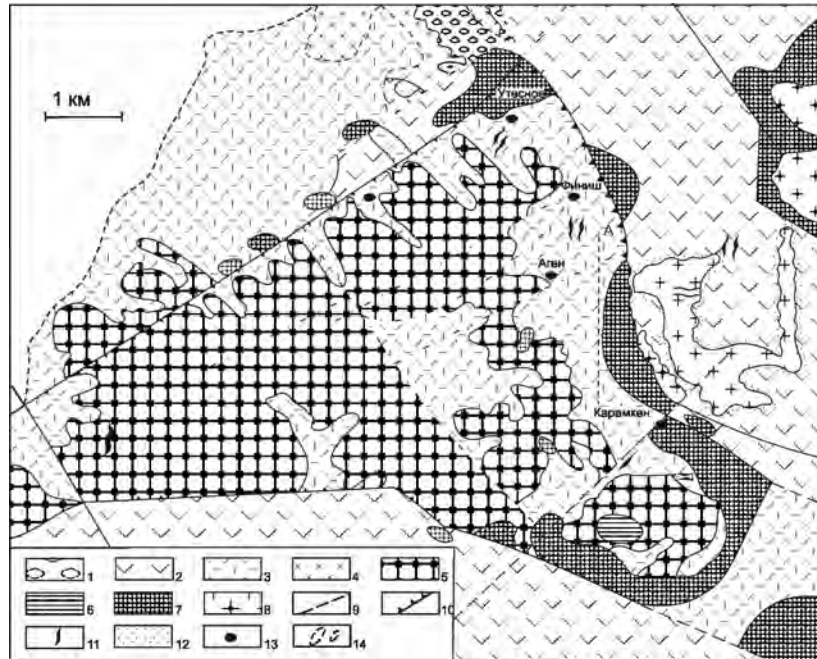 1 км
Утесное
Финиш
А
Аген
Карамкен
1 2 3 4 5
6 7 8 9 10
11 12 13 14